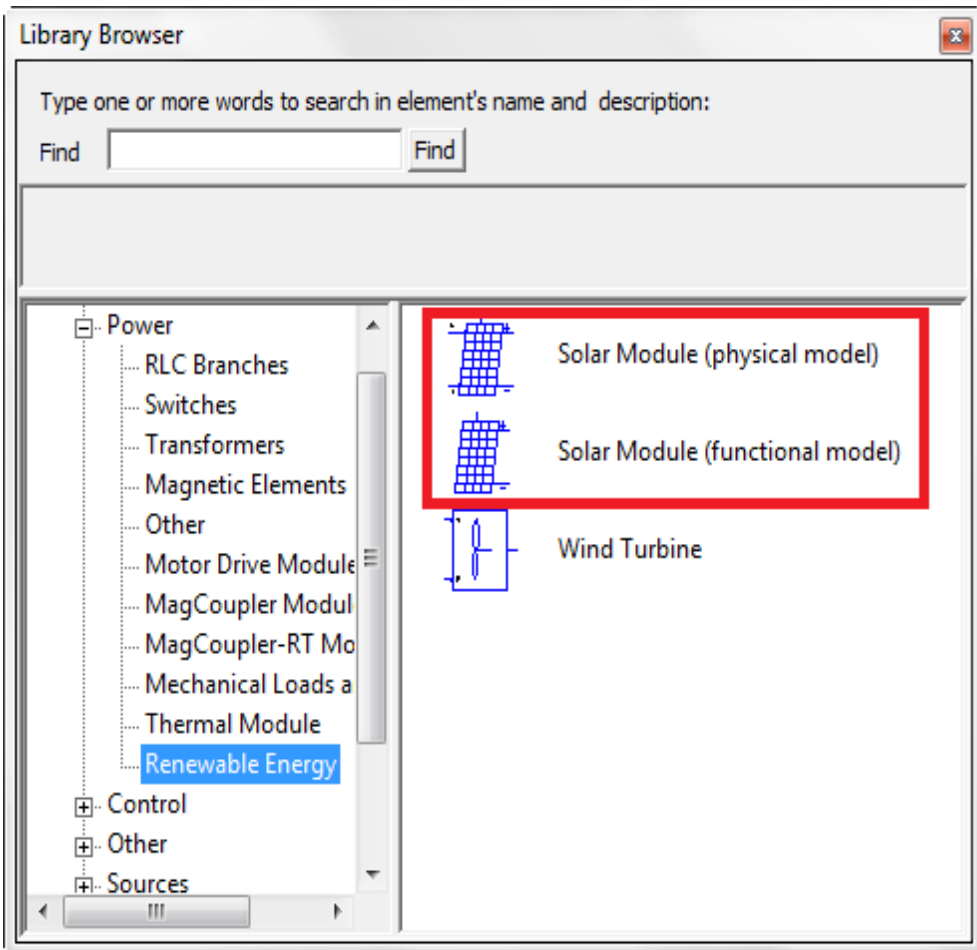 Library Browser
Type one or more words to search in element's name and description:
Find
Find
Power
RLC Branches
Switches
Transformers
Magnetic Elements
Other
Motor Drive Module
MagCoupler Modul
MagCoupler-RT Mo
Mechanical Loads a
Thermal Module
Renewable Energy
Control
Other
Sources
Solar Module (physical model)
Solar Module (functional model)
Wind Turbine